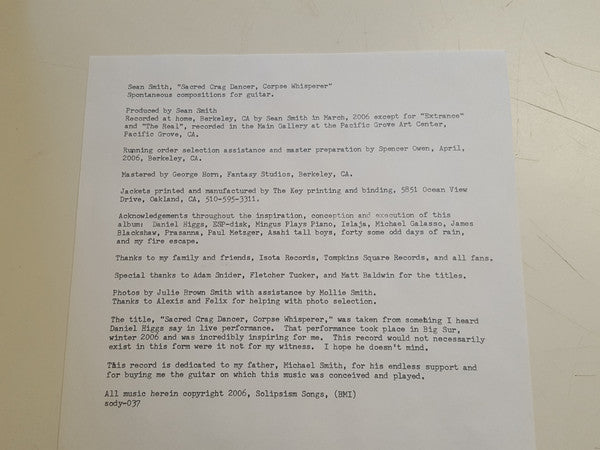 Sean Smith, "Sacred Crag Dancer, Corpse Whisperer"
Spontaneous compositions for guitar.
Produced by Sean Smith
Recorded at home, Berkeley, CA by Sean Smith in March, 2006 except for "Extrance"
and "The Real", recorded in the Main Gallery at the Pacific Grove Art Center,
Pacific Grove, CA.
Running order selection assistance and master preparation by Spencer Owen, April,
2006, Berkeley, CA.
Mastered by George Horn, Fantasy Studios, Berkeley, CA.
Jackets printed and manufactured by The Key printing and binding, 5851 Ocean View
Drive, Oakland, CA, 510-595-3311.
Acknowledgements throughout the inspiration, conception and execution of this
album: Daniel Higgs, ESP-disk, Mingus Plays Piano, Islaja, Michael Galasso, James
Blackshaw, Prasanna, Paul Metsger, Asahi tall boys, forty some odd days of rain,
and my fire escape.
Thanks to my family and friends, Isota Records, Tompkins Square Records, and all fans.
Special thanks to Adam Snider, Fletcher Tucker, and Matt Baldwin for the titles.
Photos by Julie Brown Smith with assistance by Mollie Smith.
Thanks to Alexis and Felix for helping with photo selection.
The title, "Sacred Crag Dancer, Corpse Whisperer," was taken from somehing I heard
Daniel Higgs say in live performance. That performance took place in Big Sur,
winter 2006 and was incredibly inspiring for me. This record would not necessarily
exist in this form were it not for my witness. I hope he doesn't mind.
This record is dedicated to my father, Michael Smith, for his endless support and
for buying me the guitar on which this music was conceived and played.
All music herein copyright 2006, Solipsism Songs, (BMI)
sody-037